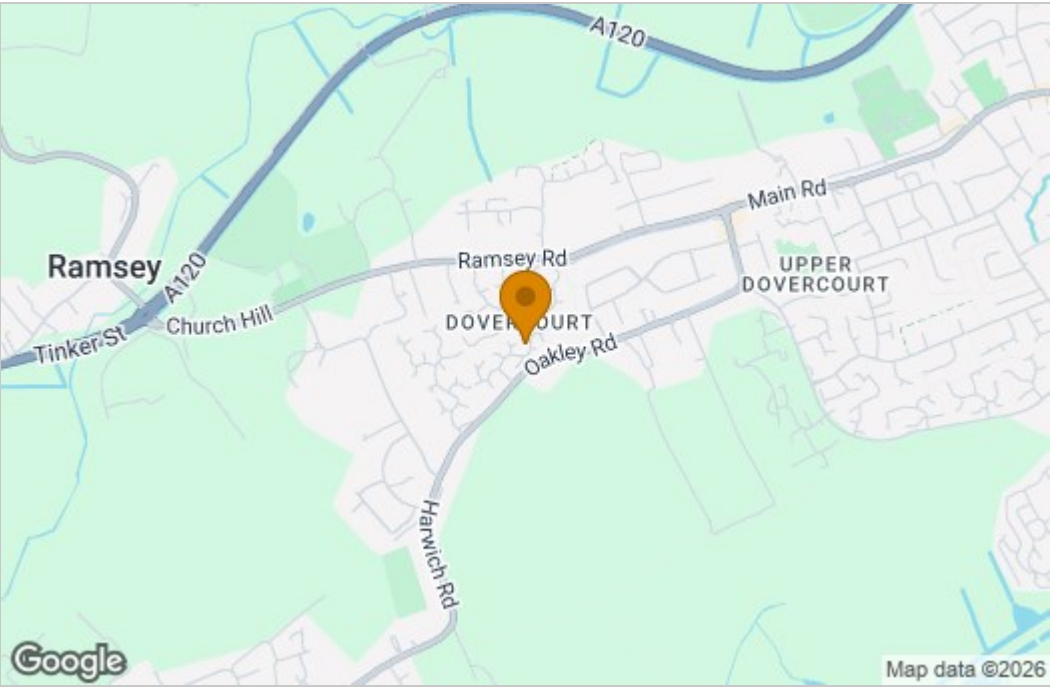 A120
Main Rd
Ramsey Rd
Ramsey
A120
UPPER
DOVERCOURT
Church Hill
DOVERCOURT
Tinker St
Oakley Rd
Harwich Rd
Google
Map data ©2026